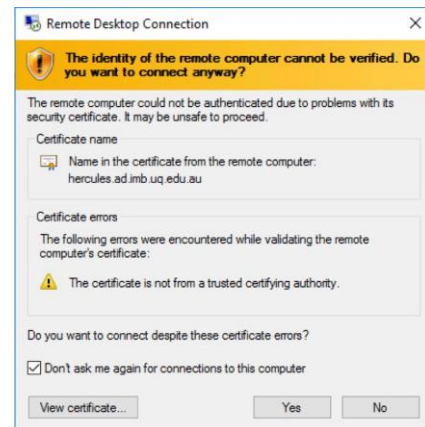 Remote Desktop Connection
The identity of the remote computer cannot be verified. Do
you want to connect anyway?
The remote computer could not be authenticated due to problems with its
security certificate. It may be unsafe to proceed.
Certificate name
Name in the certificate from the remote computer:
hercules.ad.imb.uq.edu.au
Certificate errors
The following errors were encountered while validating the remote
computer's certificate:
The certificate is not from a trusted certifying authority.
Do you want to connect despite these certificate errors?
Don't ask me again for connections to this computer
View certificate...
Yes
No